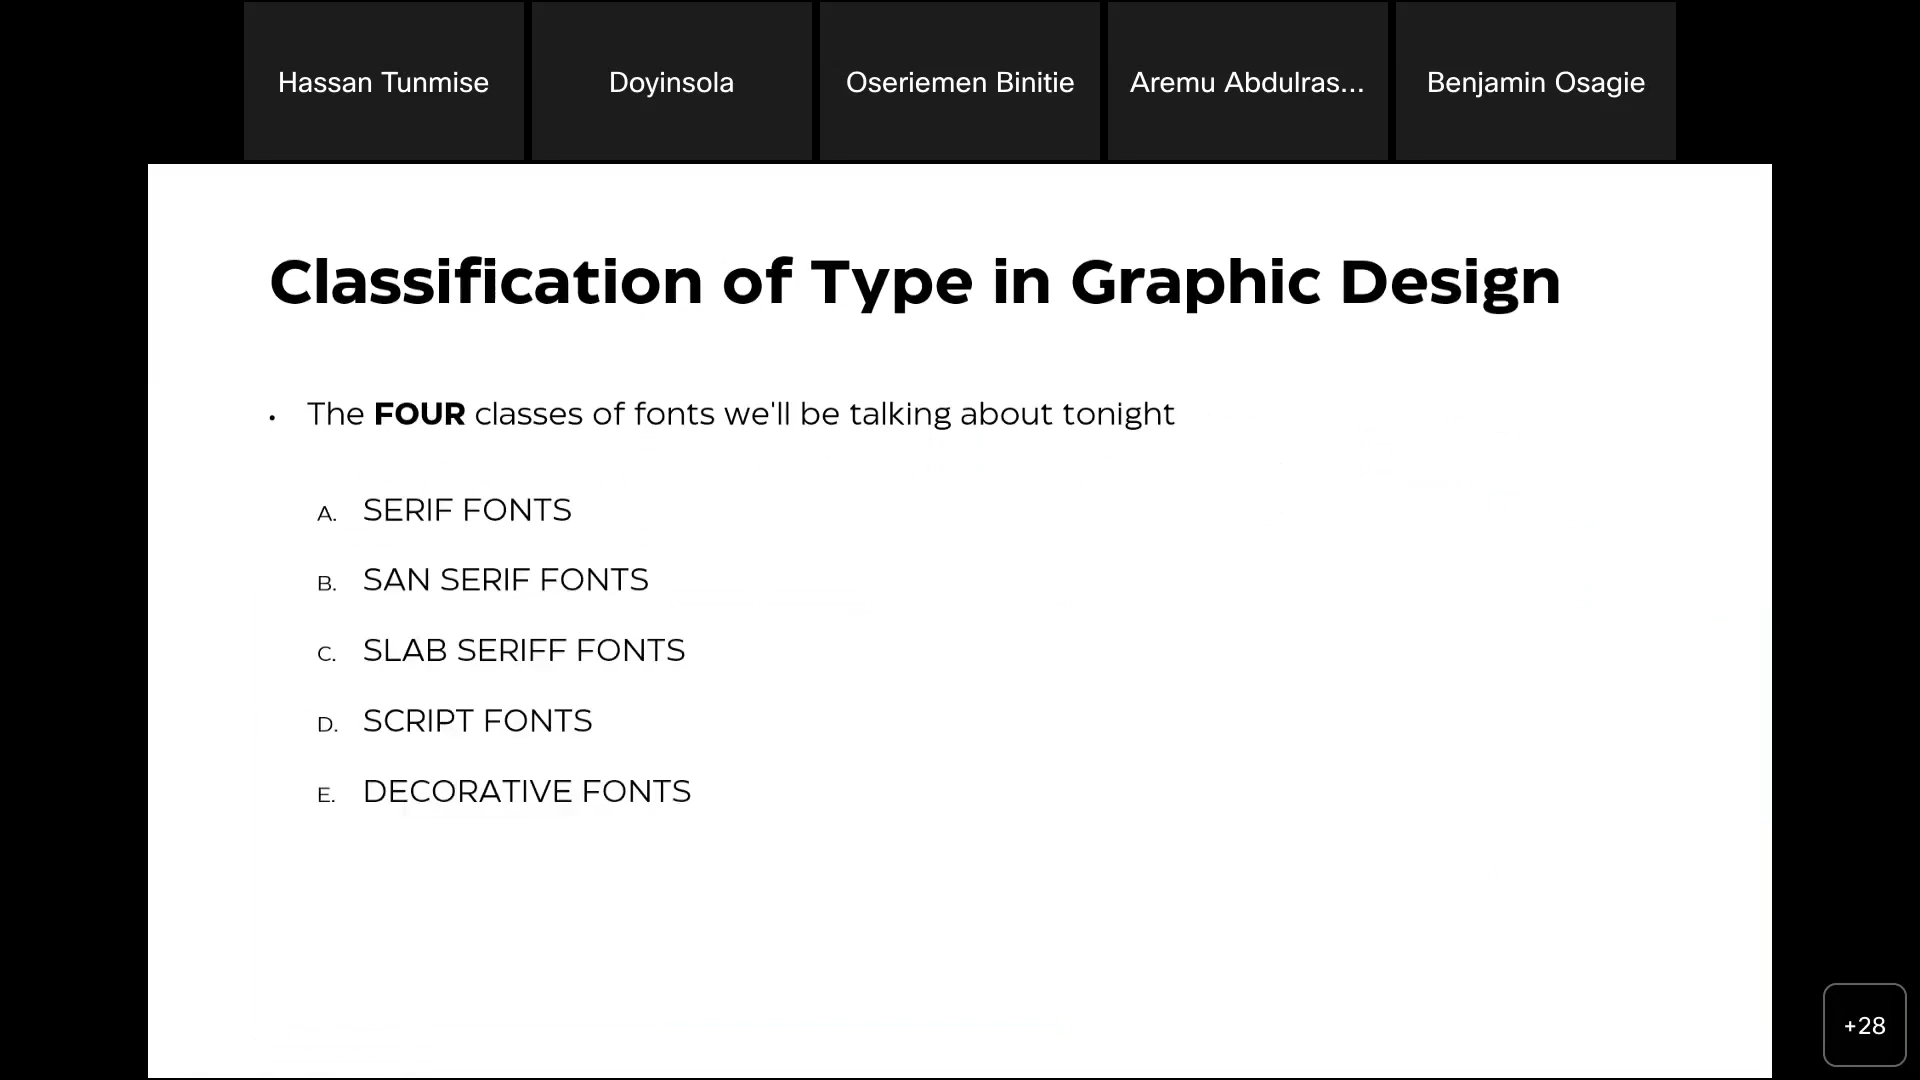 Hassan Tunmise
Doyinsola
Oseriemen Binitie
Aremu Abdulras...
Benjamin Osagie
Classification of Type in Graphic Design
• The FOUR classes of fonts we'll be talking about tonight
A. SERIF FONTS
B. SAN SERIF FONTS
C. SLAB SERIFF FONTS
D. SCRIPT FONTS
E. DECORATIVE FONTS
+28